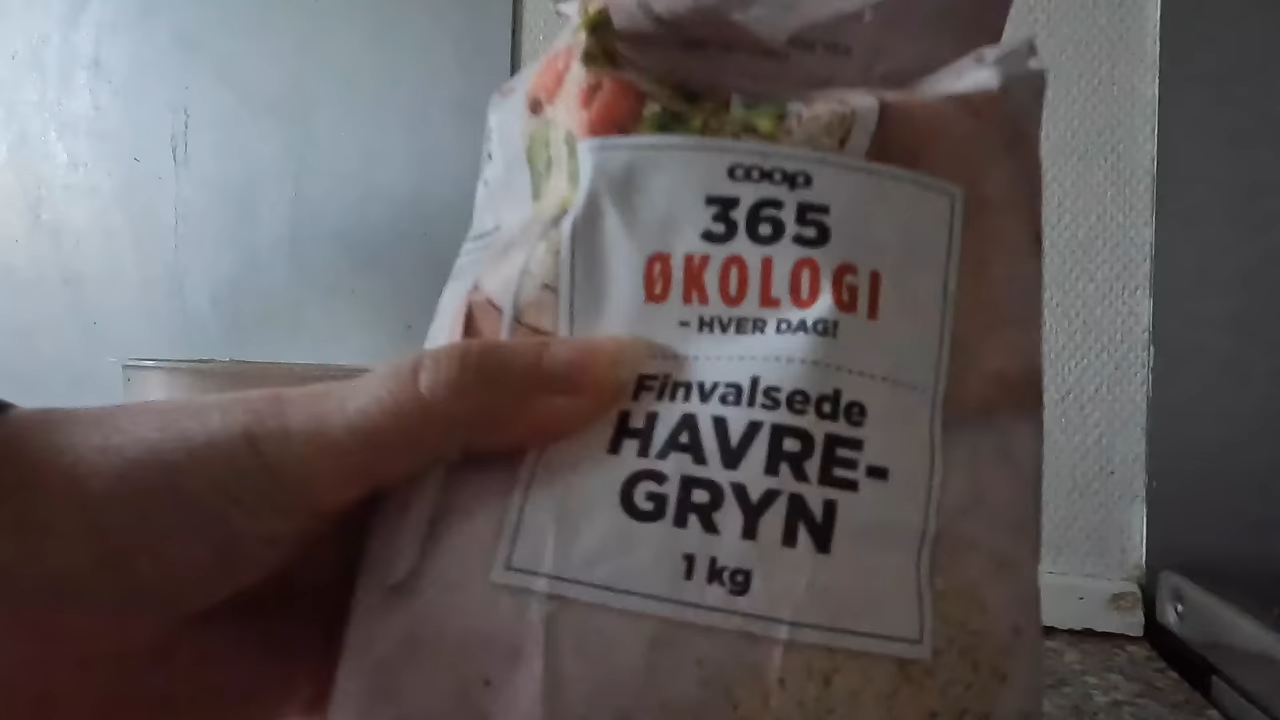 coop
365
ØKOLOGI
- HVER DAG!
Finvalsede
HAVRE-
GRYN
1 kg